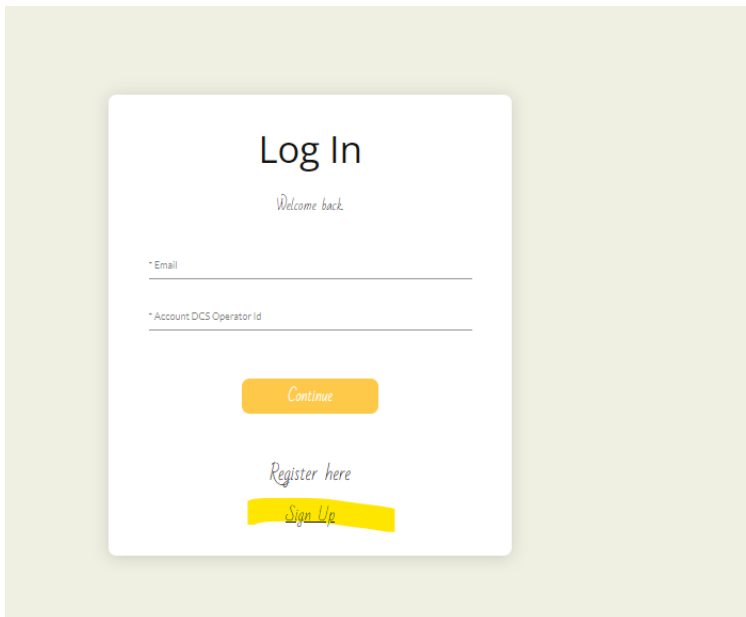 Log In
Welcome back
* Email
* Account DCS Operator Id
Continue
Register here
Sign Up